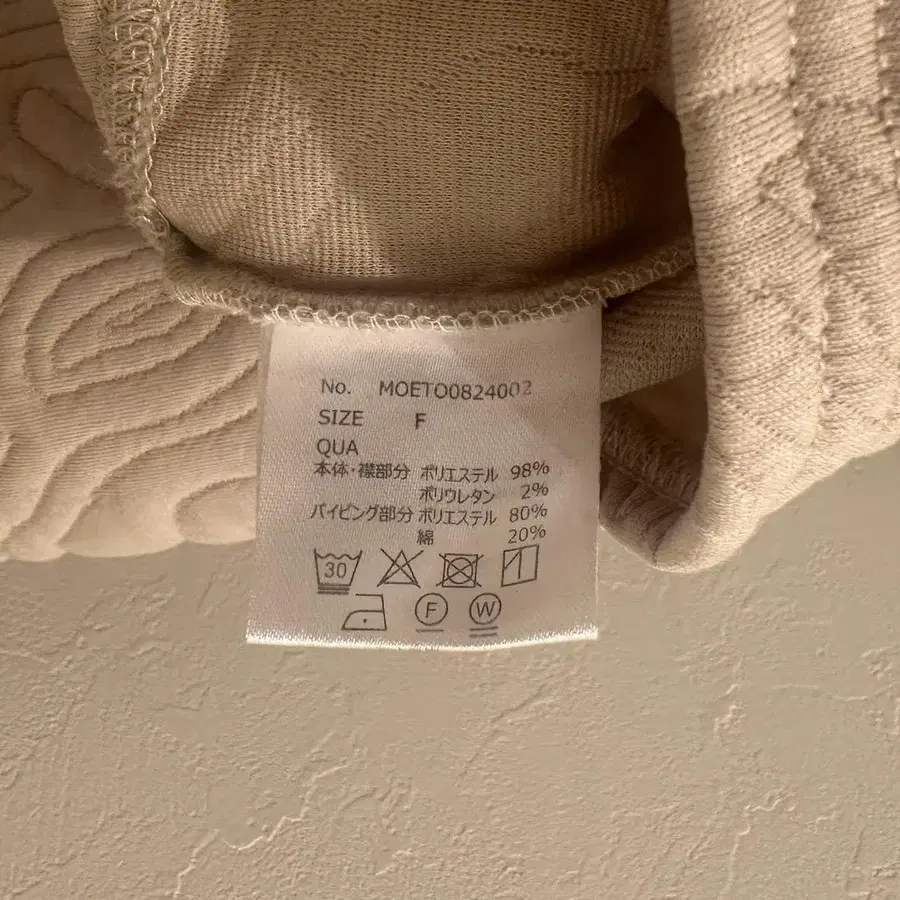 No. MOETO0824002
SIZE F
QUA
本体・襟部分 ポリエステル 98%
ポリウレタン 2%
パイピング部分 ポリエステル 80%
綿 20%
30
F W